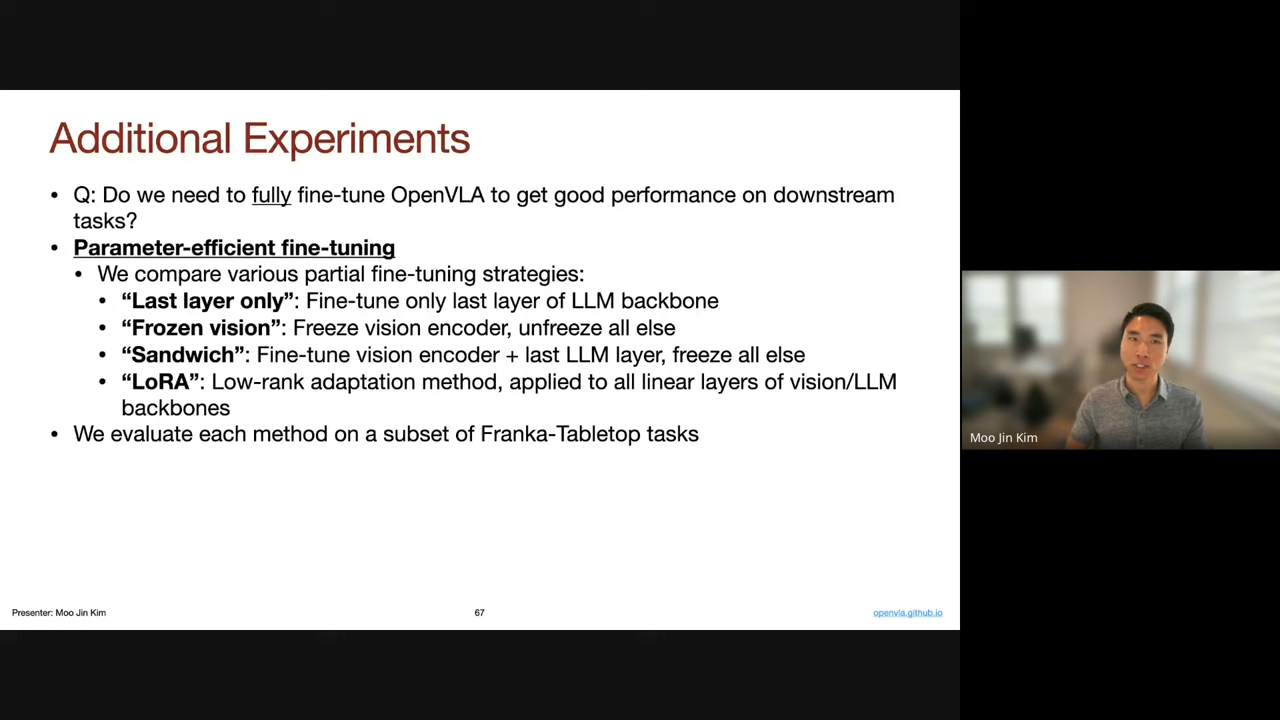 Additional Experiments
• Q: Do we need to fully fine-tune OpenVLA to get good performance on downstream
tasks?
• Parameter-efficient fine-tuning
• We compare various partial fine-tuning strategies:
• “Last layer only”: Fine-tune only last layer of LLM backbone
• “Frozen vision”: Freeze vision encoder, unfreeze all else
• “Sandwich”: Fine-tune vision encoder + last LLM layer, freeze all else
• “LoRA”: Low-rank adaptation method, applied to all linear layers of vision/LLM
backbones
• We evaluate each method on a subset of Franka-Tabletop tasks
Moo Jin Kim
Presenter: Moo Jin Kim
67
openvla.github.io